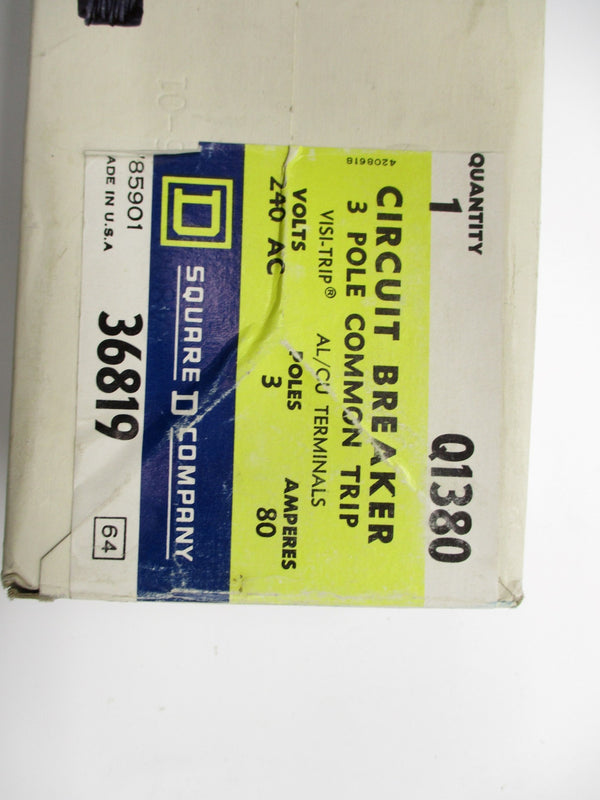 QUANTITY
1 Q1380
CIRCUIT BREAKER
3 POLE COMMON TRIP
VISI-TRIP® AL/CU TERMINALS
VOLTS POLES AMPERES
240 AC 3 80
4208618
D SQUARE D COMPANY
85901 36819 64
ADE IN U.S.A